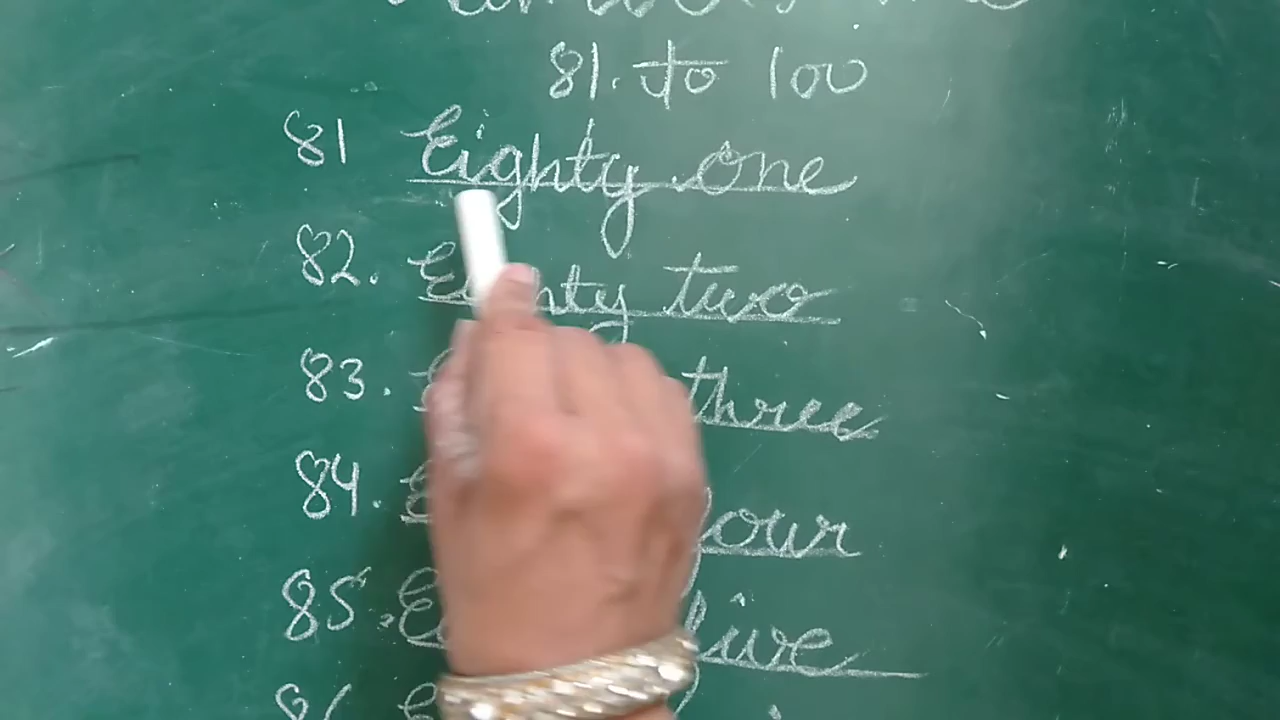 81. to 100
81 Eighty one
82. Eighty two
83. three
84. four
85. five